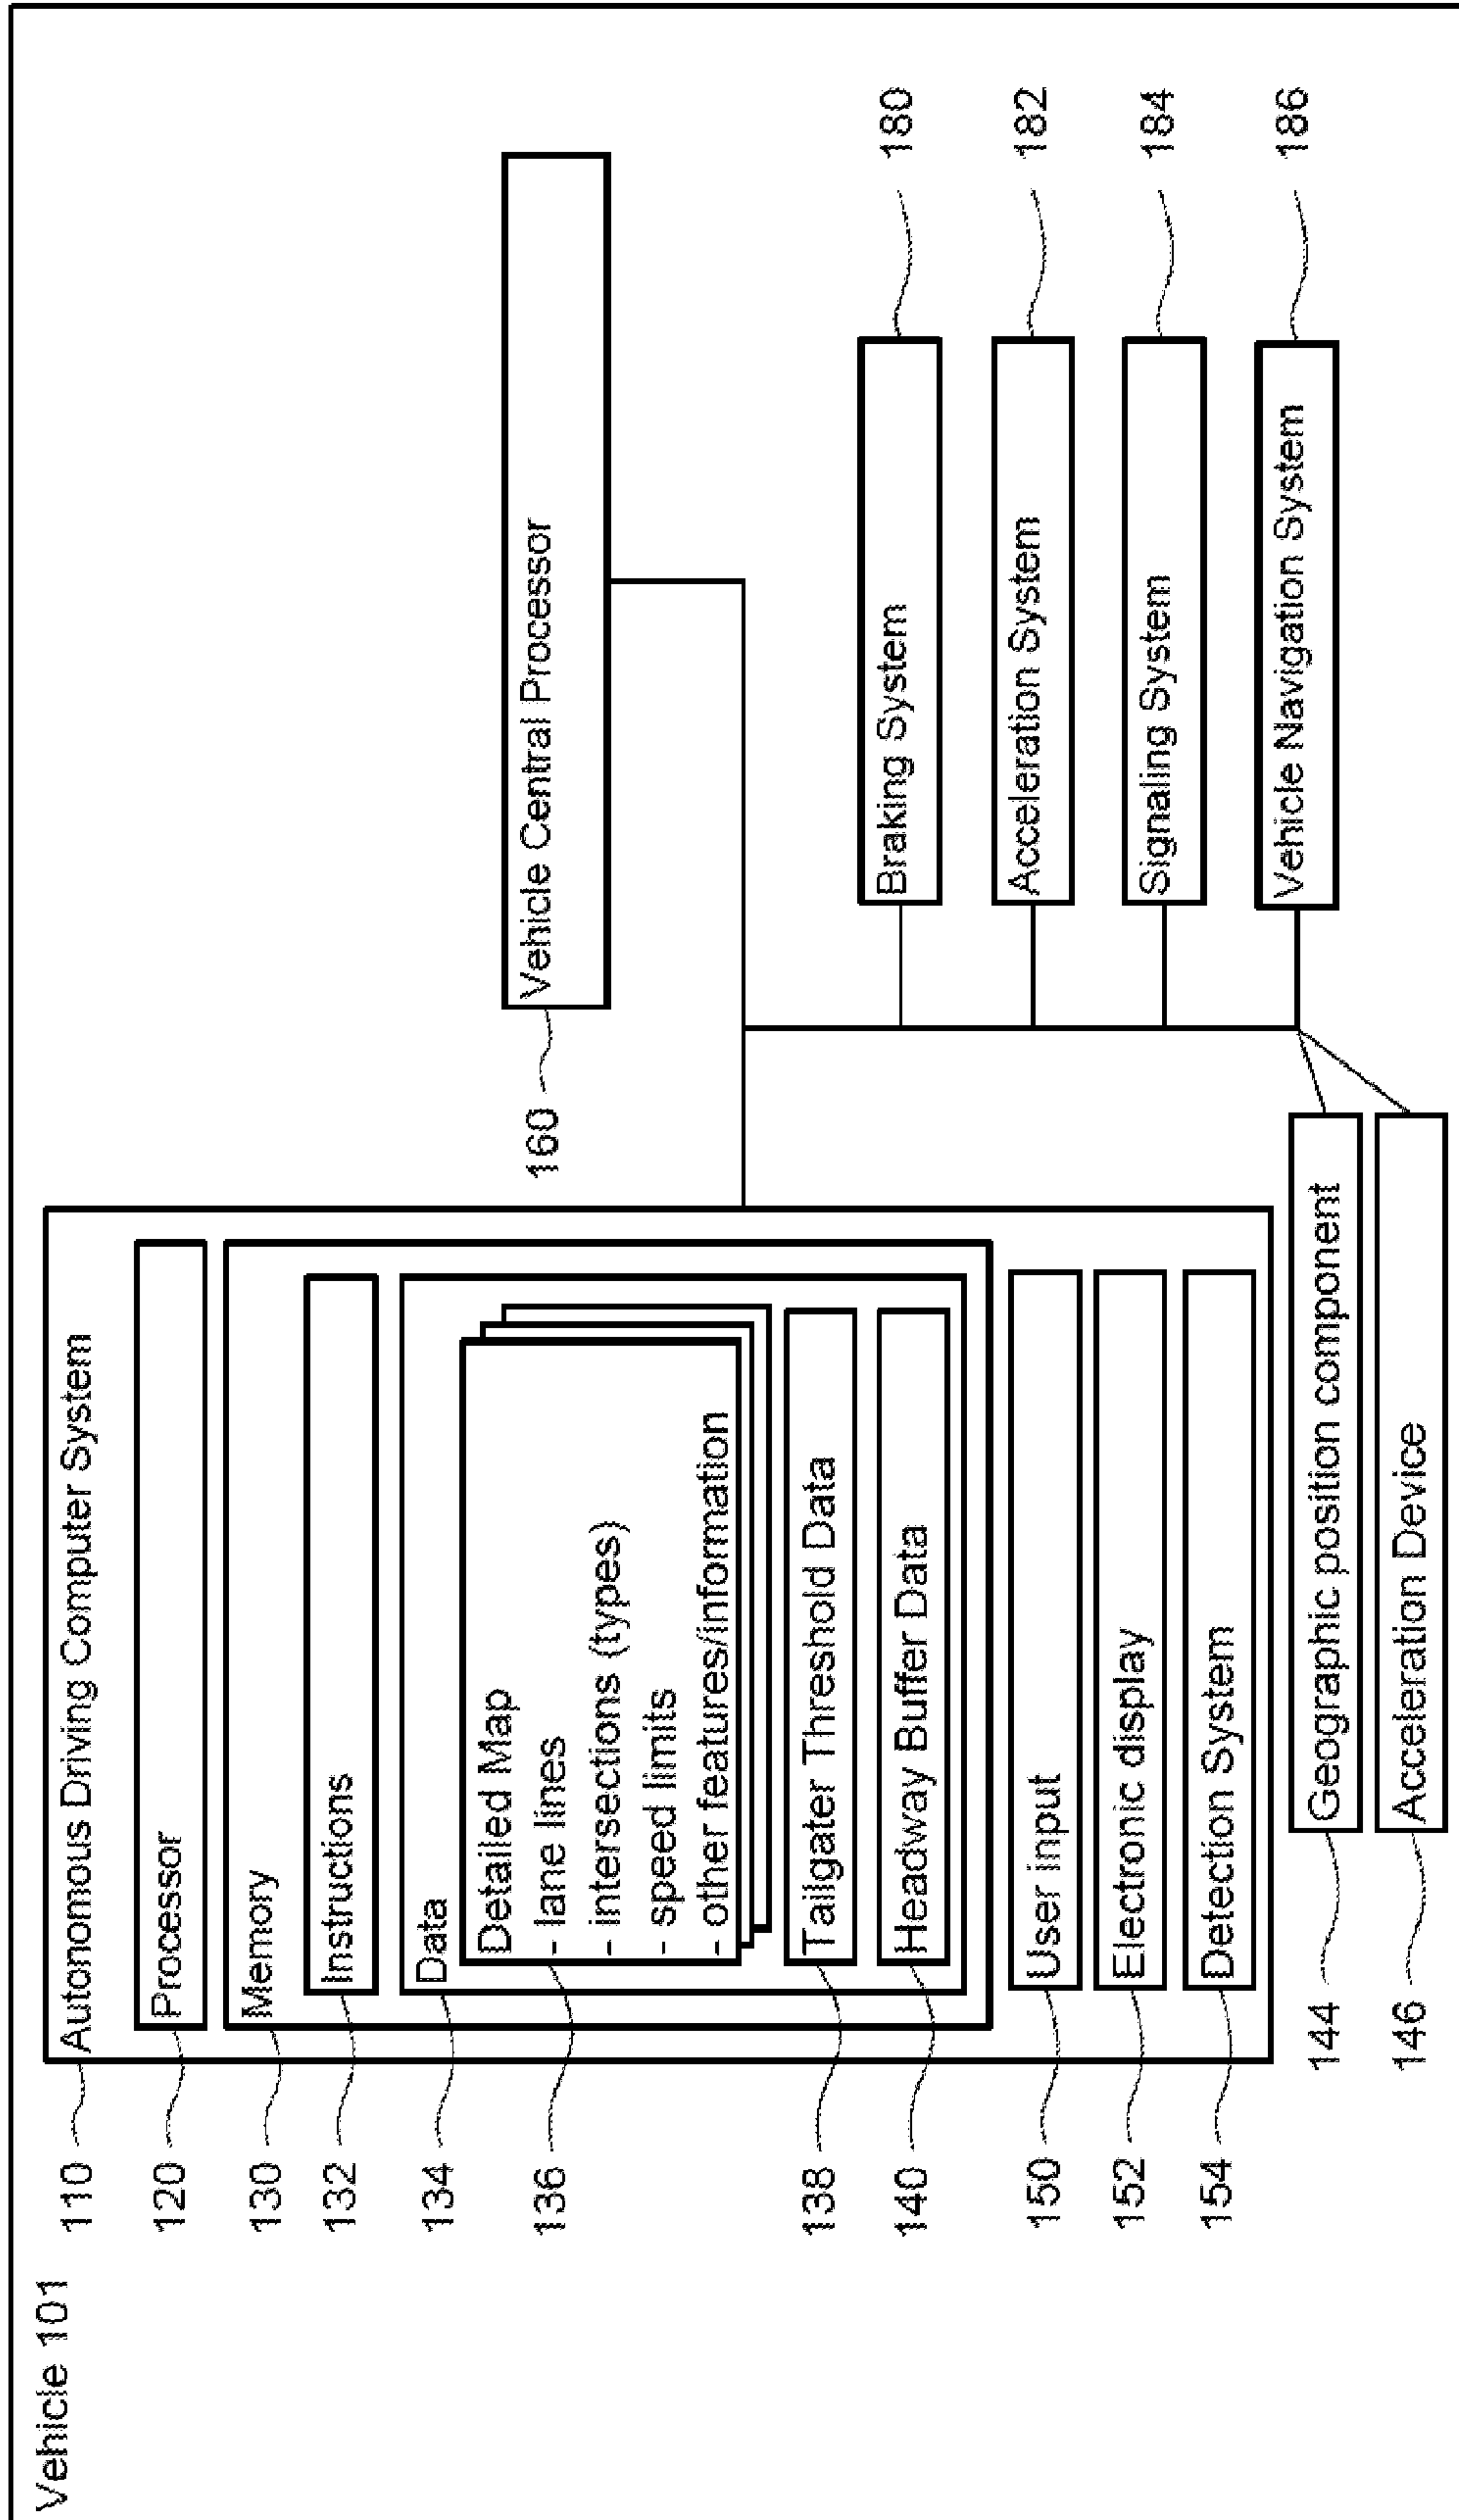 Vehicle 101
110
Autonomous Driving Computer System
120
Processor
130
Memory
132
Instructions
134
Data
136
Detailed Map
- lane lines
- intersections (types)
- speed limits
- other features/information
138
Tailgater Threshold Data
140
Headway Buffer Data
150
User input
152
Electronic display
154
Detection System
144
Geographic position component
146
Acceleration Device
160
Vehicle Central Processor
Braking System
180
Acceleration System
182
Signaling System
184
Vehicle Navigation System
186